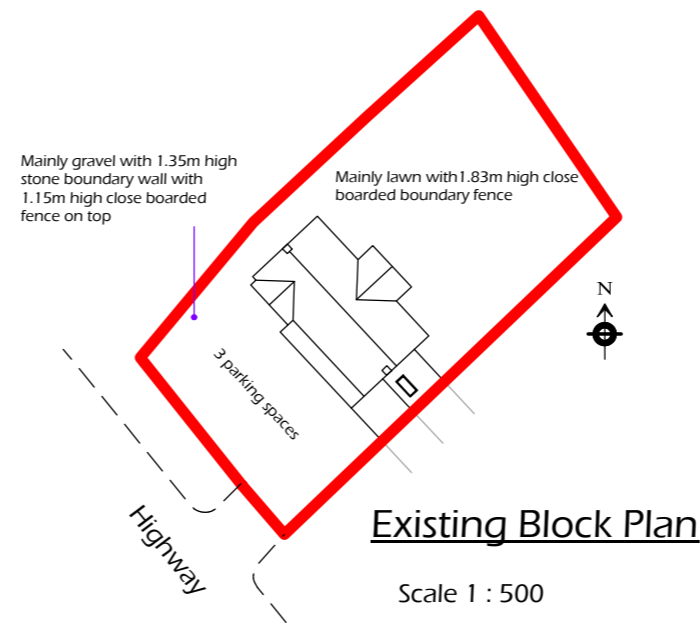 Mainly gravel with 1.35m high
stone boundary wall with
1.15m high close boarded
fence on top
Mainly lawn with1.83m high close
boarded boundary fence
N
3 parking spaces
Highway
Existing Block Plan
Scale 1 : 500